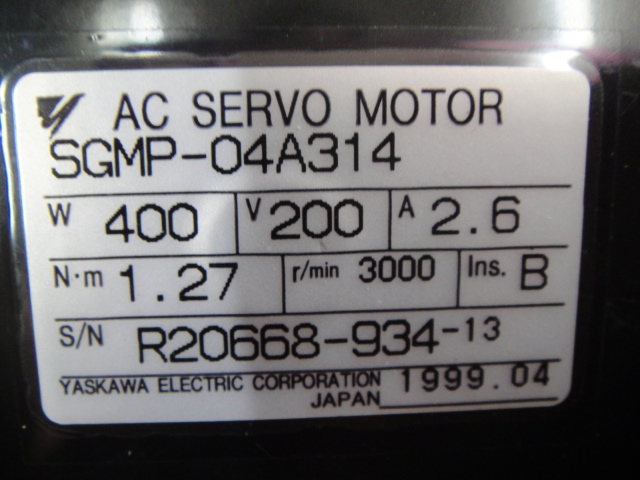 AC SERVO MOTOR
SGMP-04A314
W 400 V 200 A 2.6
N·m 1.27 r/min 3000 Ins. B
S/N R20668-934-13
YASKAWA ELECTRIC CORPORATION 1999.04
JAPAN